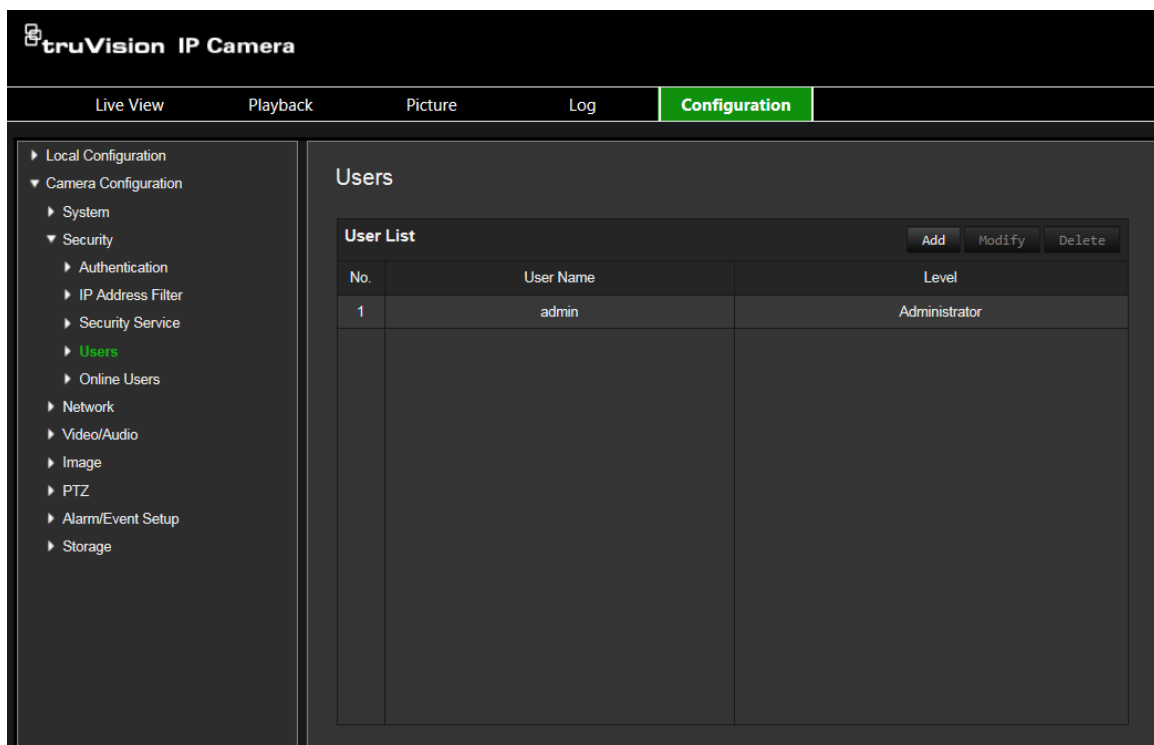 truVision IP Camera
Live View Playback Picture Log Configuration
Local Configuration
Camera Configuration
System
Security
Authentication
IP Address Filter
Security Service
Users
Online Users
Network
Video/Audio
Image
PTZ
Alarm/Event Setup
Storage
Users
User List Add Modify Delete
No. User Name Level
1 admin Administrator